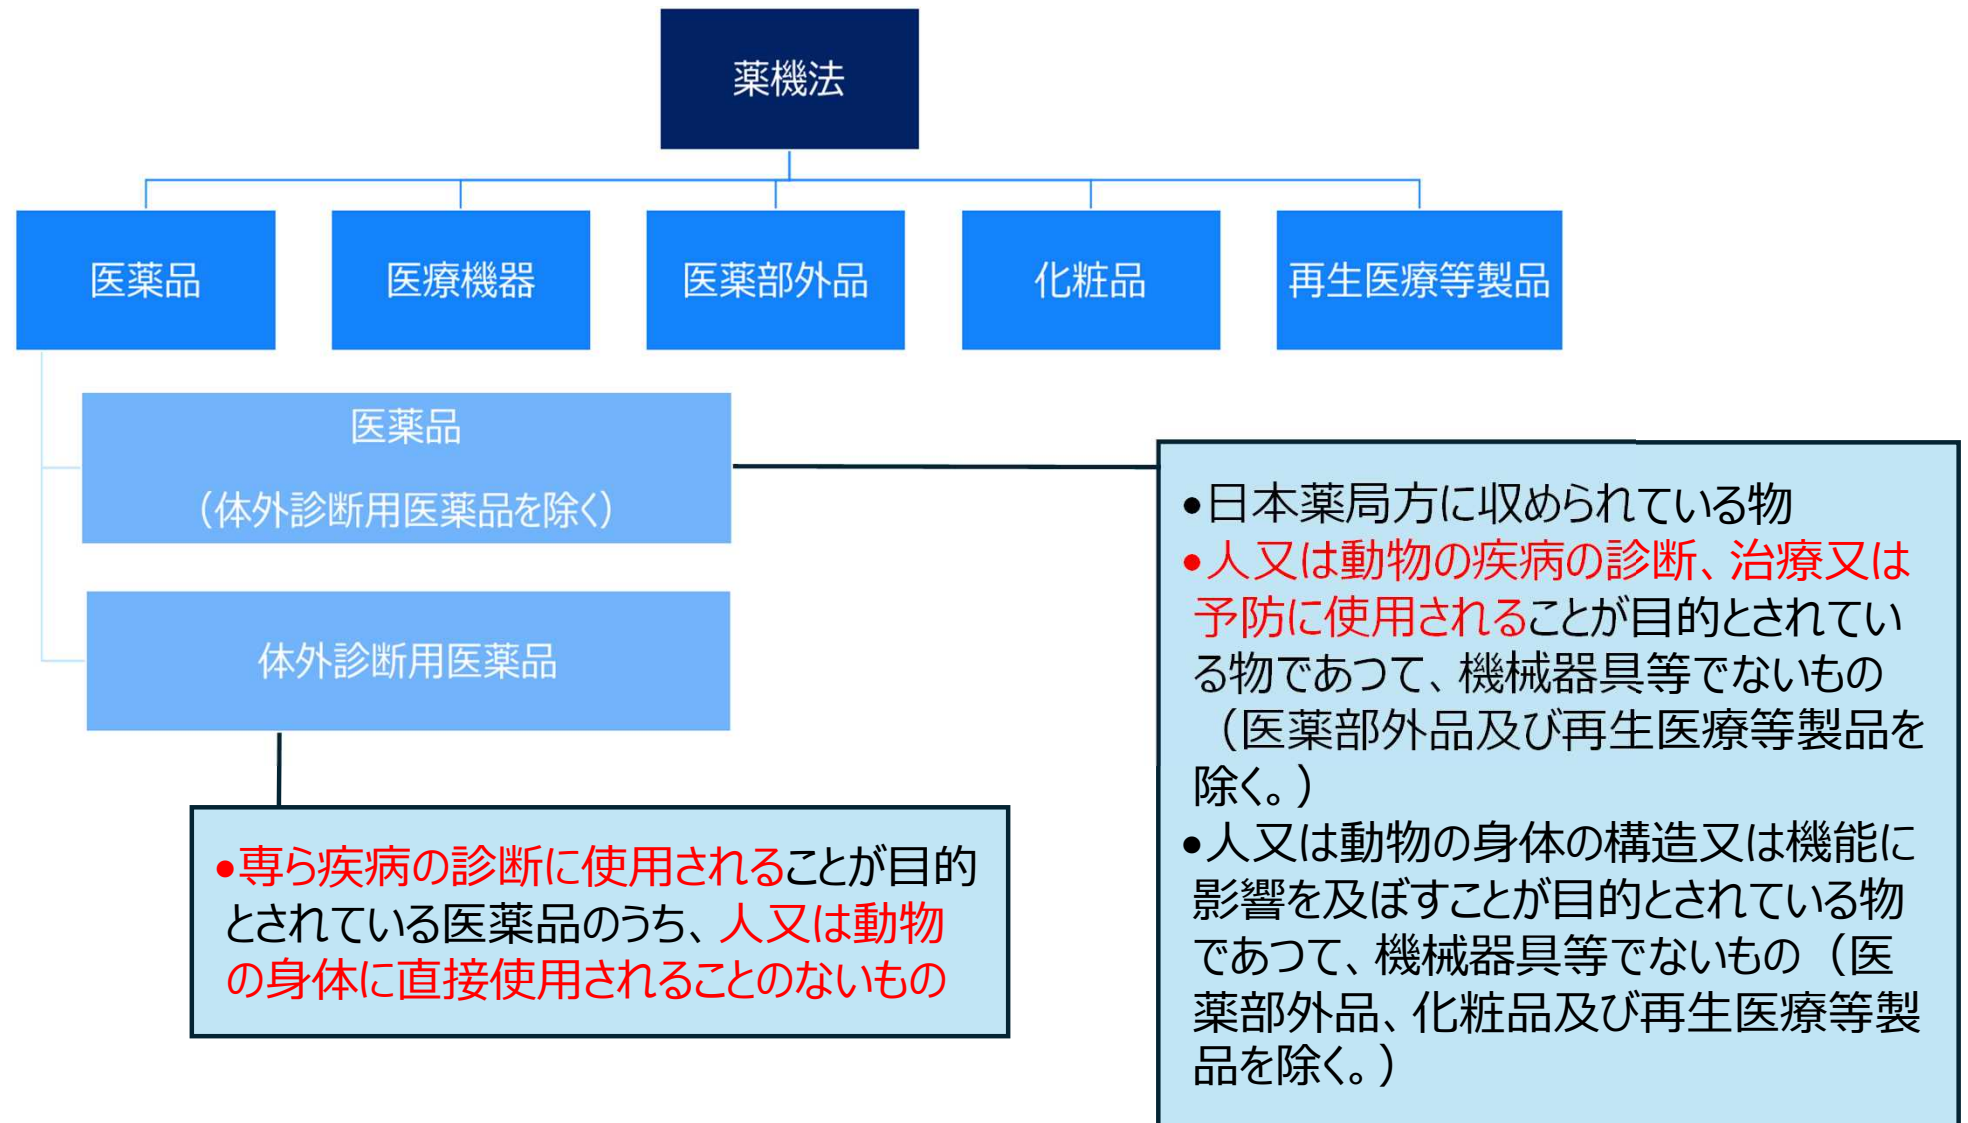 薬機法
医薬品
医療機器
医薬部外品
化粧品
再生医療等製品
医薬品
（体外診断用医薬品を除く）
体外診断用医薬品
•専ら疾病の診断に使用されることが目的
とされている医薬品のうち、人又は動物
の身体に直接使用されることのないもの
•日本薬局方に収められている物
•人又は動物の疾病の診断、治療又は
予防に使用されることが目的とされてい
る物であつて、機械器具等でないもの
（医薬部外品及び再生医療等製品を
除く。）
•人又は動物の身体の構造又は機能に
影響を及ぼすことが目的とされている物
であつて、機械器具等でないもの（医
薬部外品、化粧品及び再生医療等製
品を除く。）